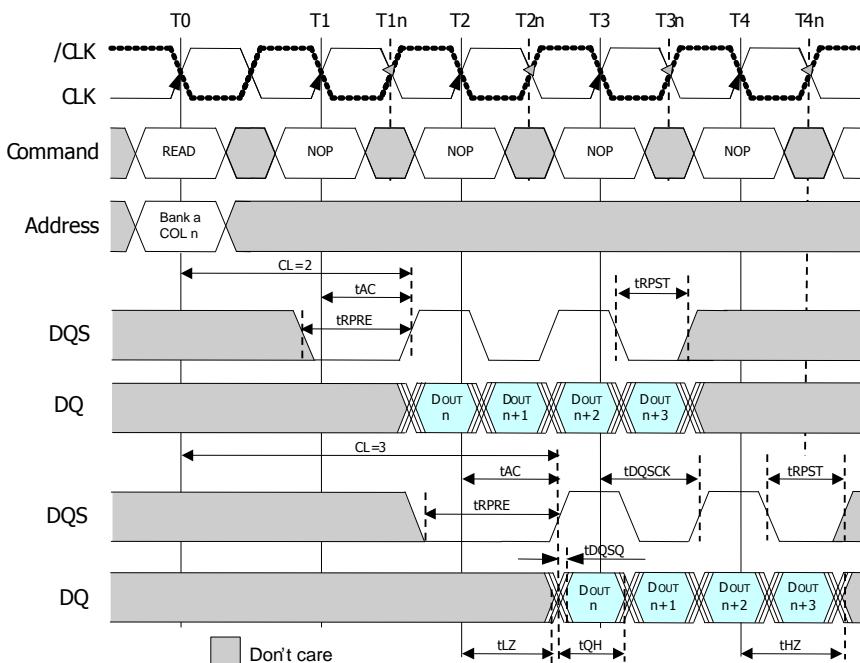 T0 T1 T1n T2 T2n T3 T3n T4 T4n
/CLK
CLK
Command READ NOP NOP NOP NOP
Address Bank a
COL n
CL=2
tAC tRPST
DQS tRPRE
DQ DOUT n DOUT n+1 DOUT n+2 DOUT n+3
CL=3
tAC tDQSCK tRPST
DQS tRPRE
tDQSQ
DQ DOUT n DOUT n+1 DOUT n+2 DOUT n+3
tLZ tQH tHZ
Don't care